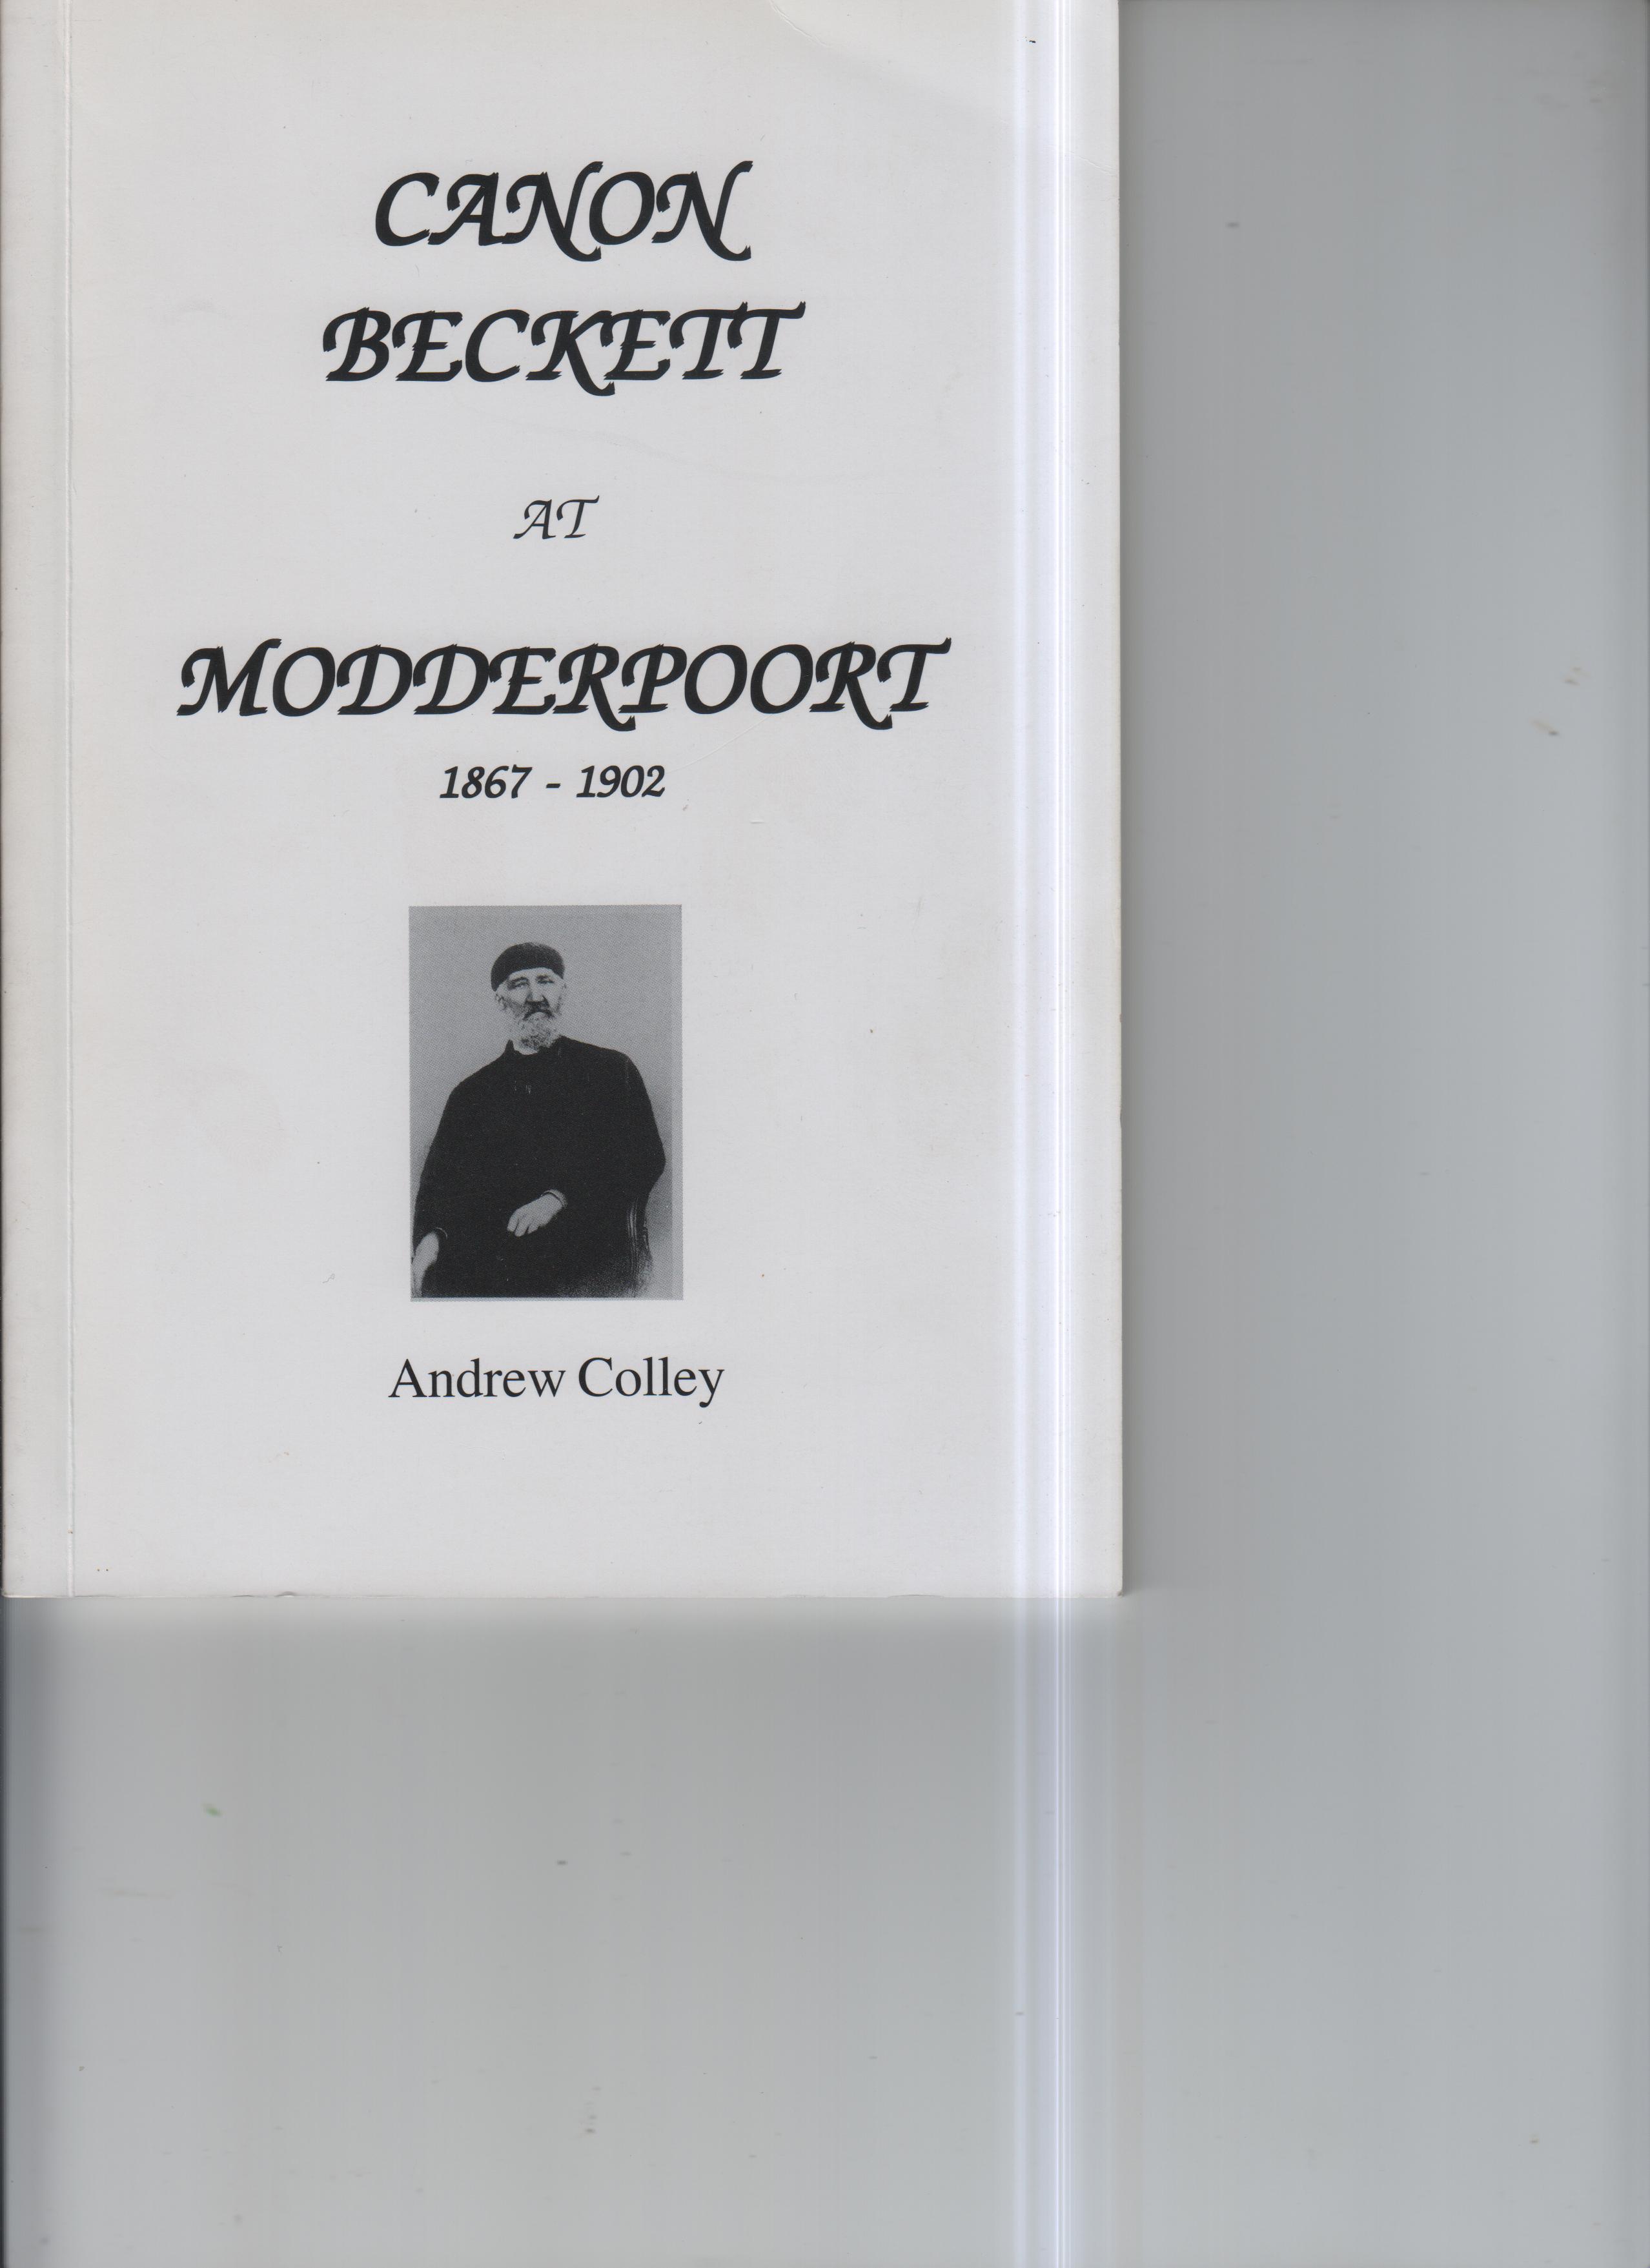 CANON
BECKETT
AT
MODDERPOORT
1867 - 1902
Andrew Colley